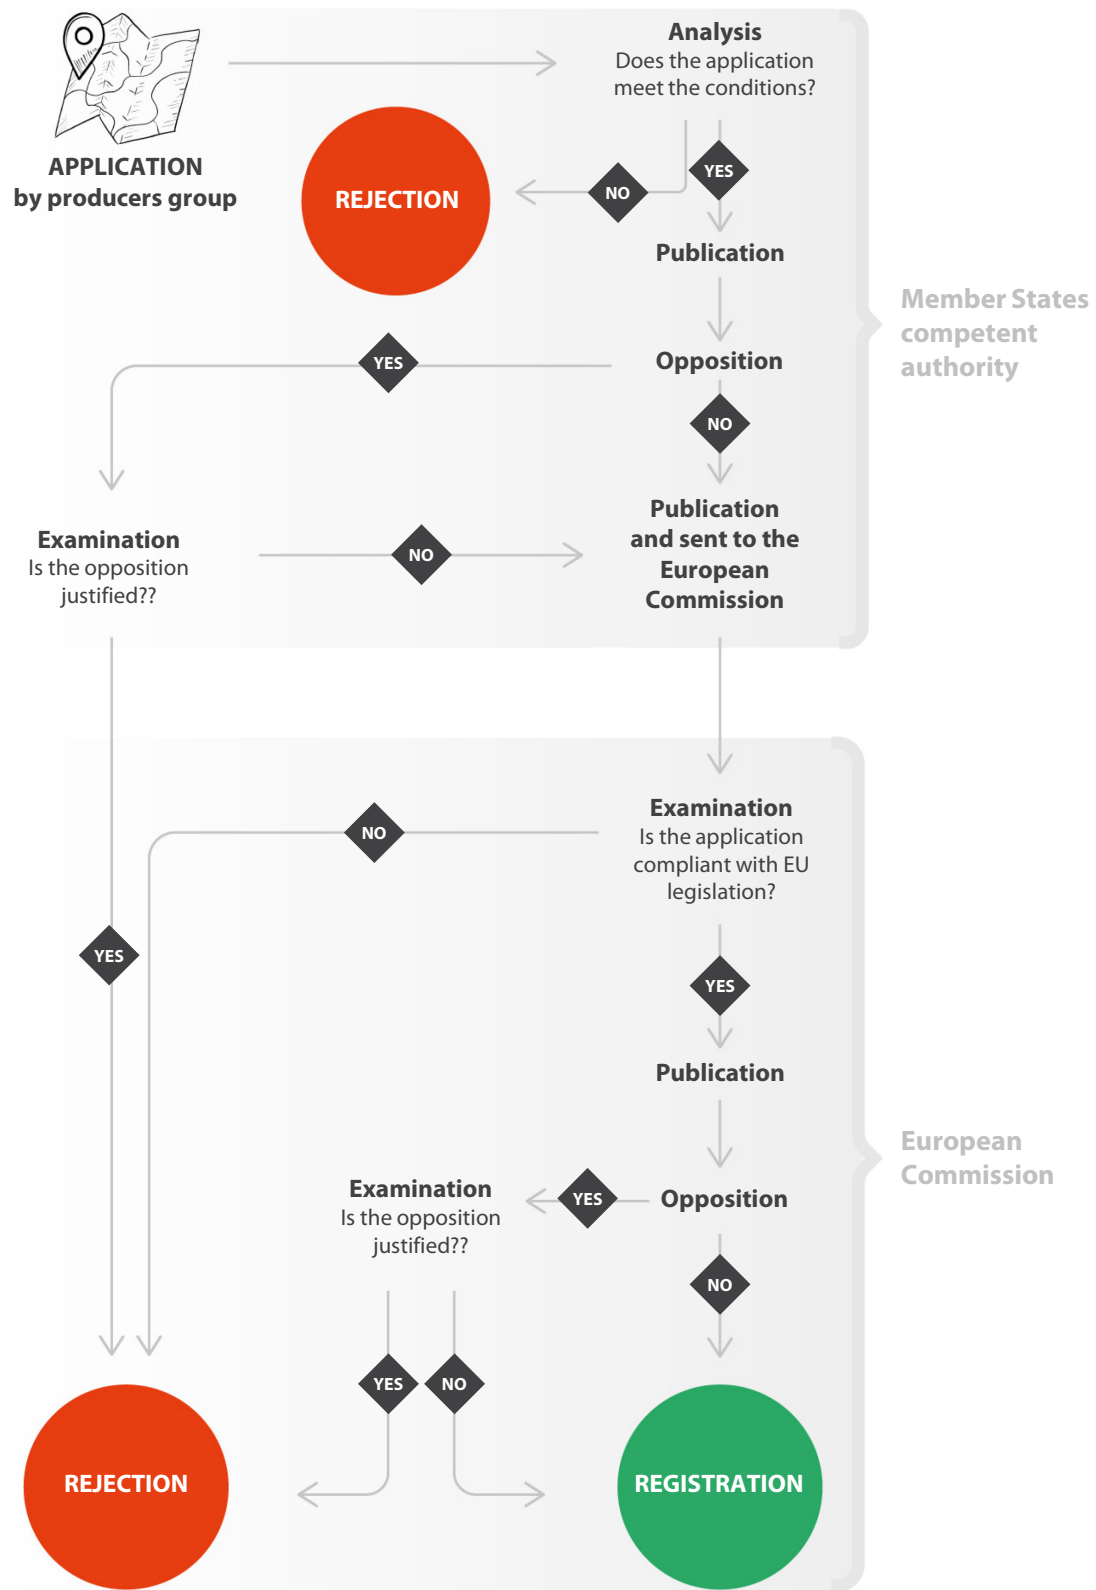 APPLICATION
by producers group
Analysis
Does the application
meet the conditions?
REJECTION
NO
YES
Publication
Member States
competent
authority
YES
Opposition
NO
Examination
Is the opposition
justified??
NO
Publication
and sent to the
European
Commission
Examination
Is the application
compliant with EU
legislation?
NO
YES
YES
Publication
European
Commission
Examination
Is the opposition
justified??
YES
Opposition
NO
YES
NO
REJECTION
REGISTRATION